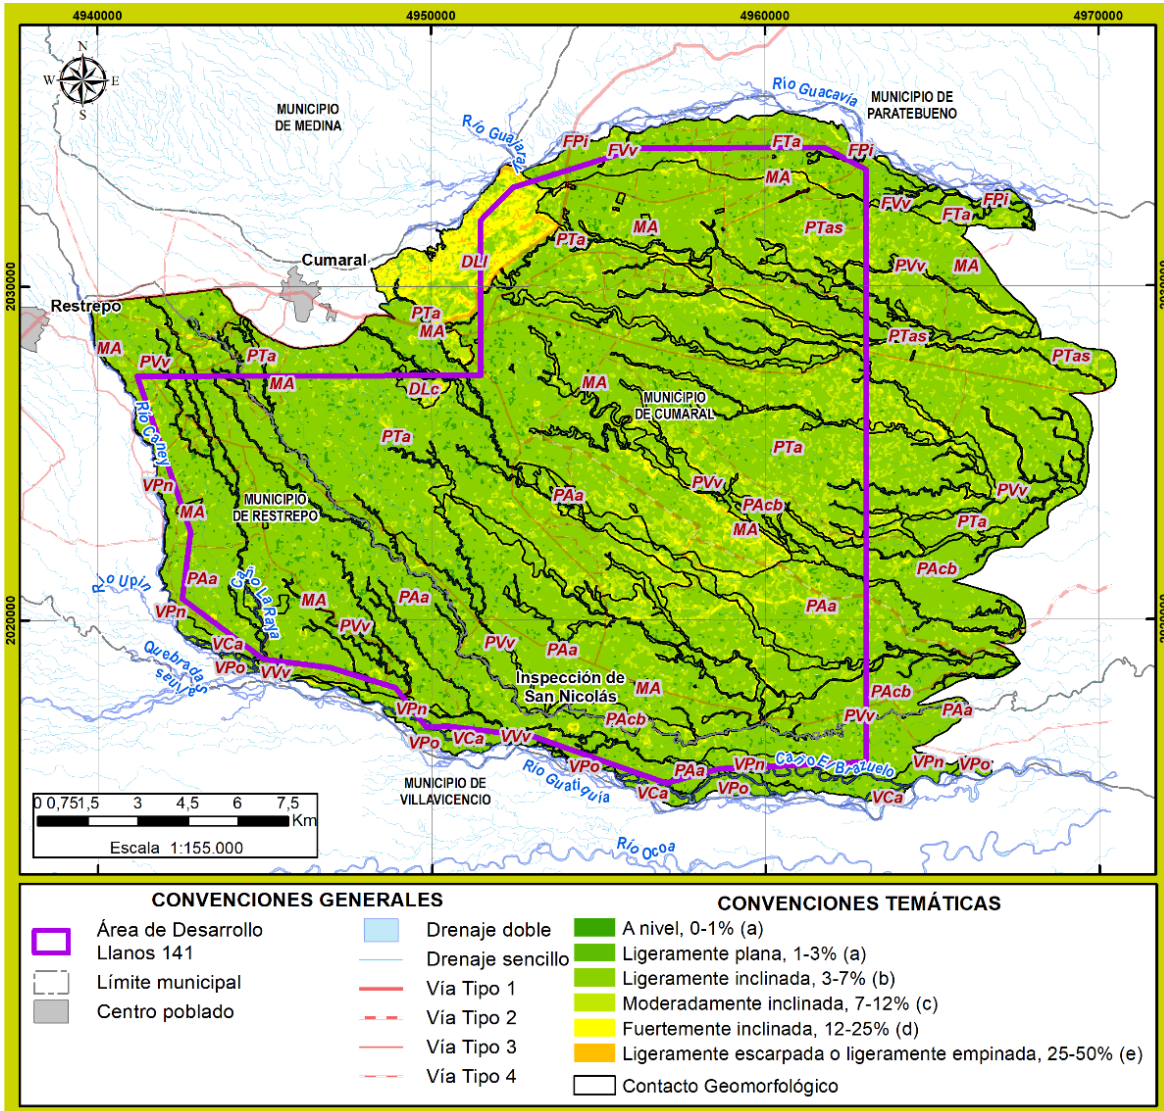 4940000 4950000 4960000 4970000
N
W E
S
MUNICIPIO
DE MEDINA
Río Guacavía
MUNICIPIO DE
PARATEBUENO
Río Guajaray
FPi
FVv
FTa
FPi
MA
FVv
FPi
FTa
MA
PTas
PTa
DLI
PVv
MA
Cumaral
2030000
2030000
Restrepo
PTa
MA
PTas
PTas
MA
PVv
PTa
MA
DLc
MA
MUNICIPIO
DE CUMARAL
Río Caney
PTa
PTa
VPn
MA
MUNICIPIO
DE RESTREPO
PAa
PVv
PAcb
MA
PVv
PTa
PAcb
Río Upín
PAa
Caño La Raya
MA
PAa
PAa
VPn
2020000
2020000
PVv
VCa
PVv
PAa
Quebrada S
seuve
VPo
VVv
Inspección de
San Nicolás
MA
PAcb
VPn
PAcb
PVv
PAa
VPo
VCa
VVv
VPo
PAa
VPn
Caño El Brazuelo
VPn
VPo
MUNICIPIO DE
VILLAVICENCIO
Río Guatiquía
VCa
VPo
VCa
Río Ocoa
0 0,751,5 3 4,5 6 7,5
Km
Escala 1:155.000
CONVENCIONES GENERALES
Área de Desarrollo
Llanos 141
Límite municipal
Centro poblado
Drenaje doble
Drenaje sencillo
Vía Tipo 1
Vía Tipo 2
Vía Tipo 3
Vía Tipo 4
CONVENCIONES TEMÁTICAS
A nivel, 0-1% (a)
Ligeramente plana, 1-3% (a)
Ligeramente inclinada, 3-7% (b)
Moderadamente inclinada, 7-12% (c)
Fuertemente inclinada, 12-25% (d)
Ligeramente escarpada o ligeramente empinada, 25-50% (e)
Contacto Geomorfológico